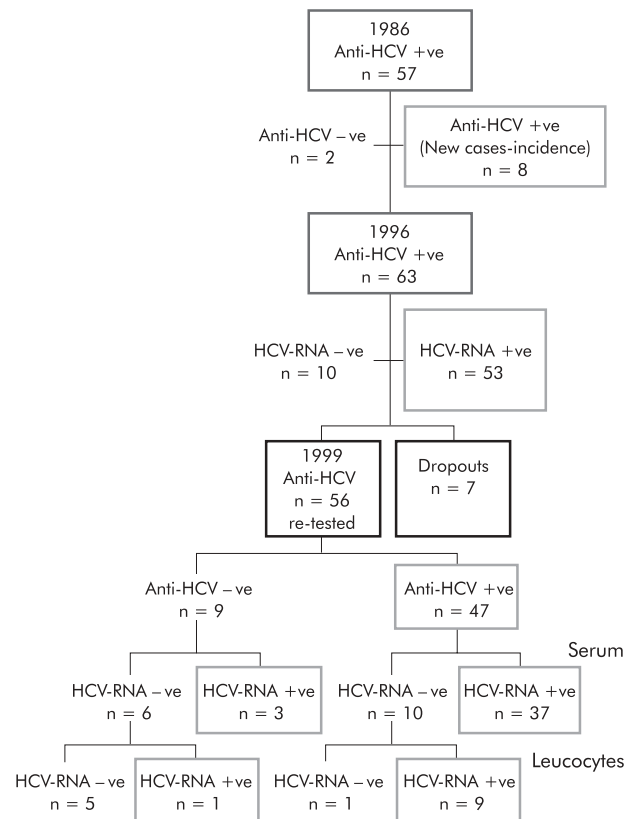 1986
Anti-HCV +ve
n = 57
Anti-HCV – ve
n = 2
Anti-HCV +ve
(New cases-incidence)
n = 8
1996
Anti-HCV +ve
n = 63
HCV-RNA – ve
n = 10
HCV-RNA +ve
n = 53
1999
Anti-HCV
n = 56
re-tested
Dropouts
n = 7
Anti-HCV – ve
n = 9
Anti-HCV +ve
n = 47
Serum
HCV-RNA – ve
n = 6
HCV-RNA +ve
n = 3
HCV-RNA – ve
n = 10
HCV-RNA +ve
n = 37
Leucocytes
HCV-RNA – ve
n = 5
HCV-RNA +ve
n = 1
HCV-RNA – ve
n = 1
HCV-RNA +ve
n = 9